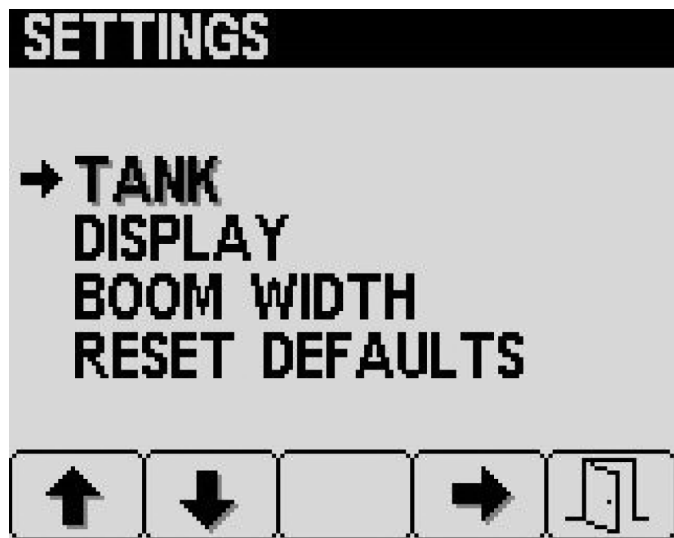 SETTINGS
TANK
DISPLAY
BOOM WIDTH
RESET DEFAULTS